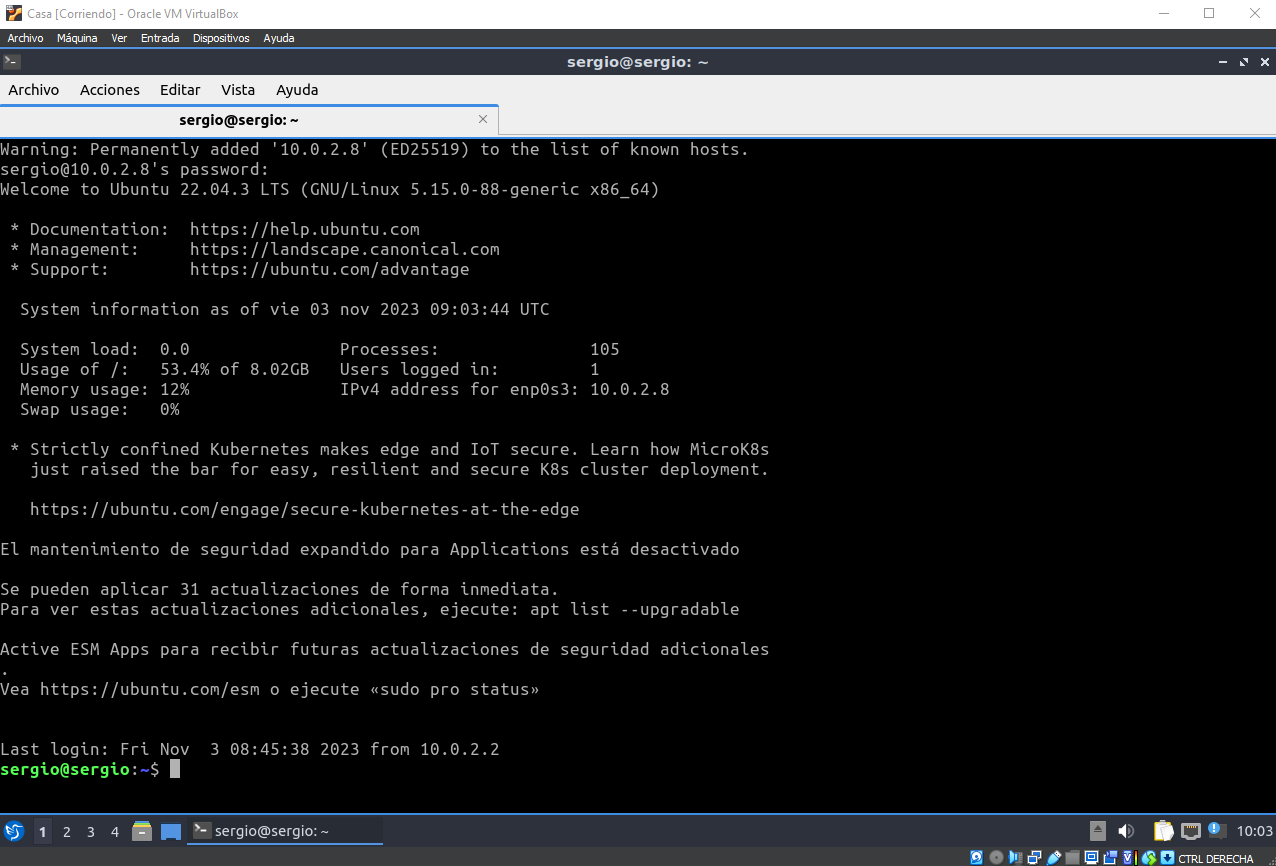 Casa [Corriendo] - Oracle VM VirtualBox
Archivo Máquina Ver Entrada Dispositivos Ayuda
sergio@sergio: ~
Archivo Acciones Editar Vista Ayuda
sergio@sergio: ~
Warning: Permanently added '10.0.2.8' (ED25519) to the list of known hosts.
sergio@10.0.2.8's password:
Welcome to Ubuntu 22.04.3 LTS (GNU/Linux 5.15.0-88-generic x86_64)
* Documentation: https://help.ubuntu.com
* Management: https://landscape.canonical.com
* Support: https://ubuntu.com/advantage
System information as of vie 03 nov 2023 09:03:44 UTC
System load: 0.0 Processes: 105
Usage of /: 53.4% of 8.02GB Users logged in: 1
Memory usage: 12% IPv4 address for enp0s3: 10.0.2.8
Swap usage: 0%
* Strictly confined Kubernetes makes edge and IoT secure. Learn how MicroK8s
just raised the bar for easy, resilient and secure K8s cluster deployment.
https://ubuntu.com/engage/secure-kubernetes-at-the-edge
El mantenimiento de seguridad expandido para Applications está desactivado
Se pueden aplicar 31 actualizaciones de forma inmediata.
Para ver estas actualizaciones adicionales, ejecute: apt list --upgradable
Active ESM Apps para recibir futuras actualizaciones de seguridad adicionales
.
Vea https://ubuntu.com/esm o ejecute «sudo pro status»
Last login: Fri Nov  3 08:45:38 2023 from 10.0.2.2
sergio@sergio:~$
1 2 3 4 sergio@sergio: ~ 10:03
CTRL DERECHA